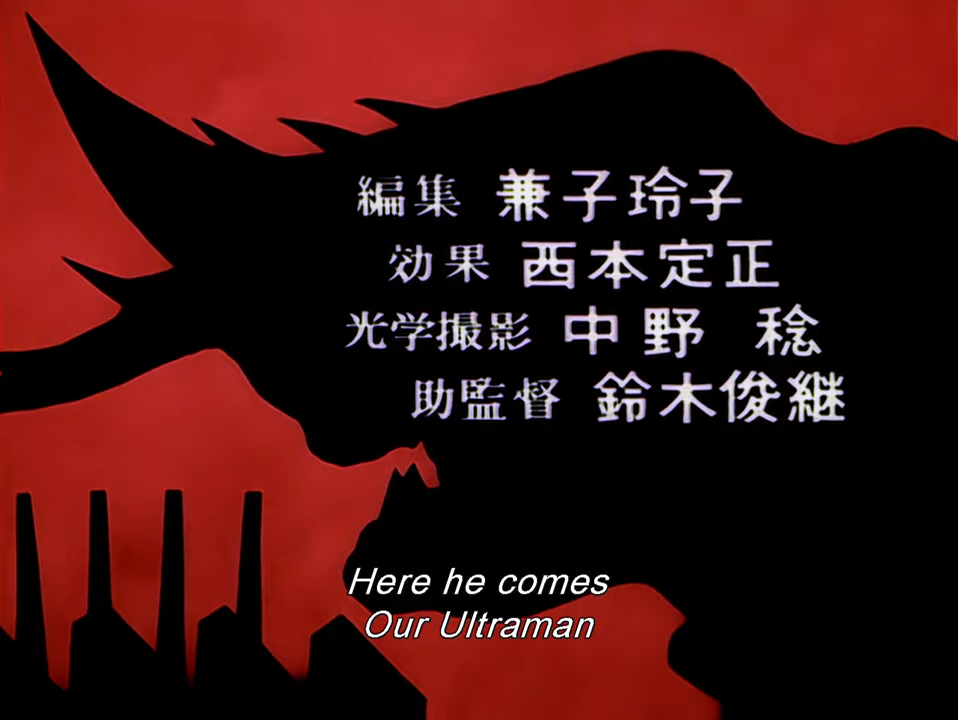 編集 兼子玲子
効果 西本定正
光学撮影 中野 稔
助監督 鈴木俊継
Here he comes
Our Ultraman